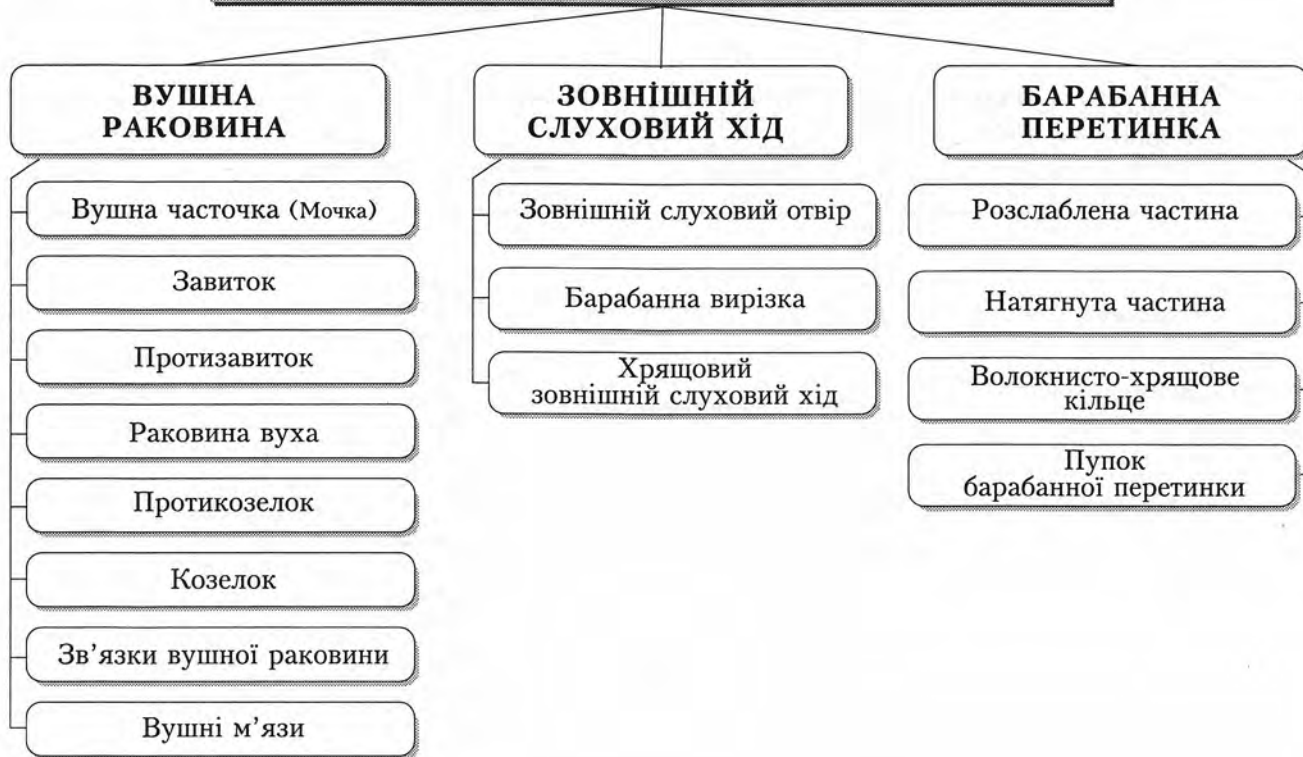 ВУШНА
РАКОВИНА
Вушна часточка (Мочка)
Завиток
Протизавиток
Раковина вуха
Протикозелок
Козелок
Зв’язки вушної раковини
Вушні м’язи
ЗОВНІШНІЙ
СЛУХОВИЙ ХІД
Зовнішній слуховий отвір
Барабанна вирізка
Хрящовий
зовнішній слуховий хід
БАРАБАННА
ПЕРЕТИНКА
Розслаблена частина
Натягнута частина
Волокнисто-хрящове
кільце
Пупок
барабанної перетинки